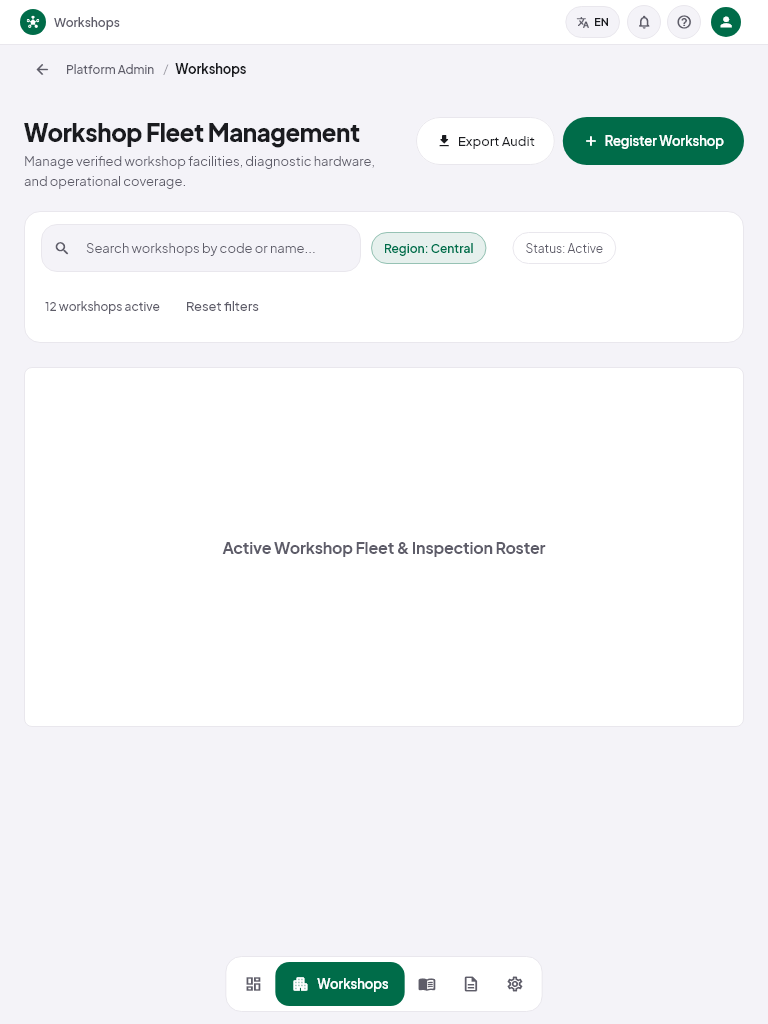 Workshops
EN
Platform Admin / Workshops
Workshop Fleet Management
Manage verified workshop facilities, diagnostic hardware,
and operational coverage.
Export Audit
Register Workshop
Search workshops by code or name...
Region: Central
Status: Active
12 workshops active
Reset filters
Active Workshop Fleet & Inspection Roster
Workshops